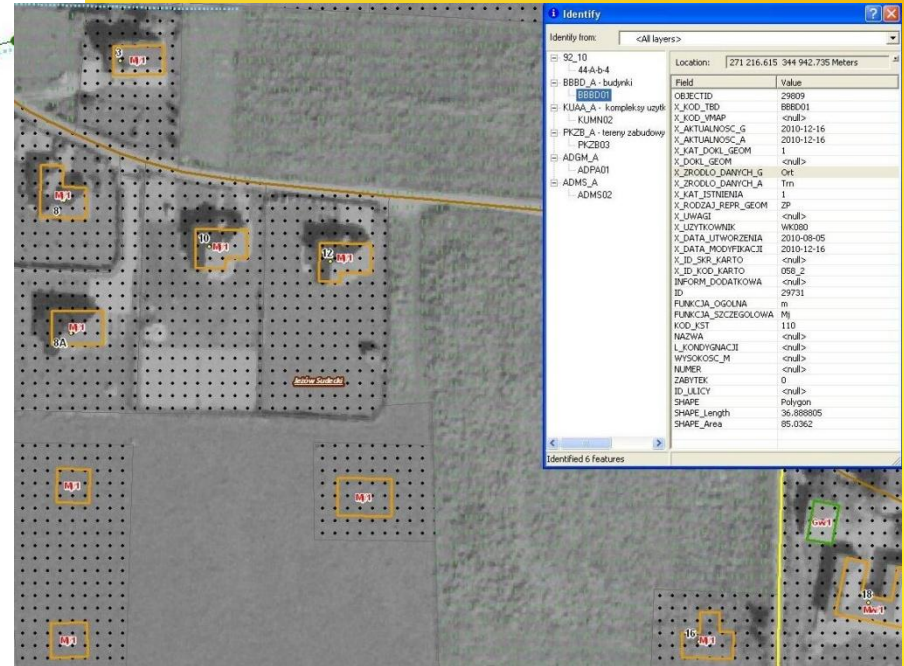 Identify
Identify from: <All layers>
92_10
44-A-b-4
BBBD_A - budynki
BBBD01
KUAA_A - kompleksy uzytk
KUMN02
PKZB_A - tereny zabudowy
PKZB03
ADGM_A
ADPA01
ADMS_A
ADMS02
Location: 271 216.615 344 942.735 Meters
Field Value
OBJECTID 29809
X_KOD_TBD BBBD01
X_KOD_VMAP <null>
X_AKTUALNOSC_G 2010-12-16
X_AKTUALNOSC_A 2010-12-16
X_KAT_DOKL_GEOM 1
X_DOKL_GEOM <null>
X_ZRODLO_DANYCH_G Ort
X_ZRODLO_DANYCH_A Trn
X_KAT_ISTNIENIA 1
X_RODZAJ_REPR_GEOM ZP
X_UWAGI <null>
X_UZYTKOWNIK WK080
X_DATA_UTWORZENIA 2010-08-05
X_DATA_MODYFIKACJI 2010-12-16
X_ID_SKR_KARTO <null>
X_ID_KOD_KARTO 058_2
INFORM_DODATKOWA <null>
ID 29731
FUNKCJA_OGOLNA m
FUNKCJA_SZCZEGOLOWA Mj
KOD_KST 110
NAZWA <null>
L_KONDYGNACJI <null>
WYSOKOSC_M <null>
NUMER <null>
ZABYTEK 0
ID_ULICY <null>
SHAPE Polygon
SHAPE_Length 36.888805
SHAPE_Area 85.0362
Identified 6 features
3
Mj1
Mj1
8
10
Mj1
12
Mj1
Mj1
8A
Jeżów Sudecki
Mj1
Mj1
Gw1
18
Mw1
Mj1
16
Mj1